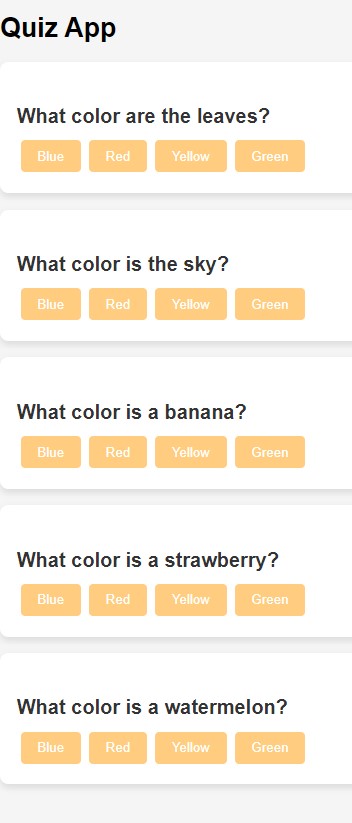 Quiz App
What color are the leaves?
Blue Red Yellow Green
What color is the sky?
Blue Red Yellow Green
What color is a banana?
Blue Red Yellow Green
What color is a strawberry?
Blue Red Yellow Green
What color is a watermelon?
Blue Red Yellow Green